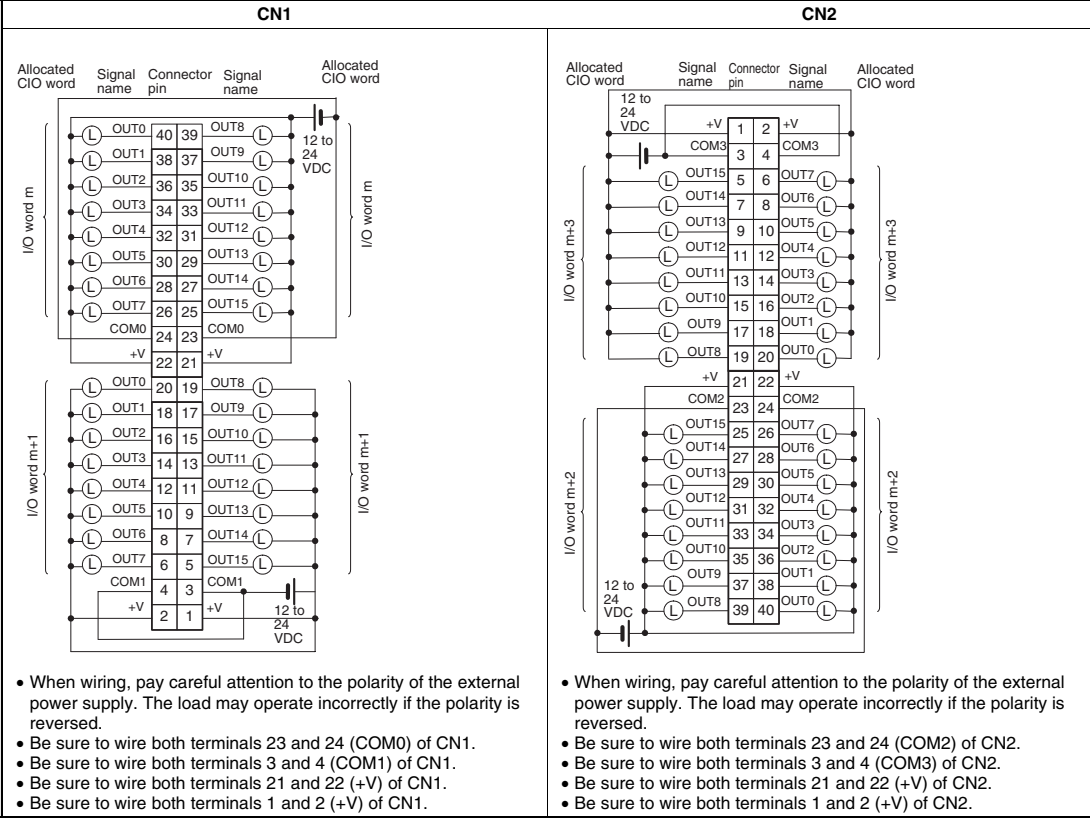 CN1
CN2
Allocated CIO word
Signal name
Connector pin
Signal name
Allocated CIO word
12 to 24 VDC
I/O word m
I/O word m
L OUT0 40 39 OUT8 L
L OUT1 38 37 OUT9 L
L OUT2 36 35 OUT10 L
L OUT3 34 33 OUT11 L
L OUT4 32 31 OUT12 L
L OUT5 30 29 OUT13 L
L OUT6 28 27 OUT14 L
L OUT7 26 25 OUT15 L
COM0 24 23 COM0
+V 22 21 +V
I/O word m+1
I/O word m+1
L OUT0 20 19 OUT8 L
L OUT1 18 17 OUT9 L
L OUT2 16 15 OUT10 L
L OUT3 14 13 OUT11 L
L OUT4 12 11 OUT12 L
L OUT5 10 9 OUT13 L
L OUT6 8 7 OUT14 L
L OUT7 6 5 OUT15 L
COM1 4 3 COM1
+V 2 1 +V
12 to 24 VDC
• When wiring, pay careful attention to the polarity of the external
power supply. The load may operate incorrectly if the polarity is
reversed.
• Be sure to wire both terminals 23 and 24 (COM0) of CN1.
• Be sure to wire both terminals 3 and 4 (COM1) of CN1.
• Be sure to wire both terminals 21 and 22 (+V) of CN1.
• Be sure to wire both terminals 1 and 2 (+V) of CN1.
Allocated CIO word
Signal name
Connector pin
Signal name
Allocated CIO word
12 to 24 VDC
+V 1 2 +V
COM3 3 4 COM3
I/O word m+3
I/O word m+3
L OUT15 5 6 OUT7 L
L OUT14 7 8 OUT6 L
L OUT13 9 10 OUT5 L
L OUT12 11 12 OUT4 L
L OUT11 13 14 OUT3 L
L OUT10 15 16 OUT2 L
L OUT9 17 18 OUT1 L
L OUT8 19 20 OUT0 L
+V 21 22 +V
COM2 23 24 COM2
I/O word m+2
I/O word m+2
L OUT15 25 26 OUT7 L
L OUT14 27 28 OUT6 L
L OUT13 29 30 OUT5 L
L OUT12 31 32 OUT4 L
L OUT11 33 34 OUT3 L
L OUT10 35 36 OUT2 L
L OUT9 37 38 OUT1 L
L OUT8 39 40 OUT0 L
12 to 24 VDC
• When wiring, pay careful attention to the polarity of the external
power supply. The load may operate incorrectly if the polarity is
reversed.
• Be sure to wire both terminals 23 and 24 (COM2) of CN2.
• Be sure to wire both terminals 3 and 4 (COM3) of CN2.
• Be sure to wire both terminals 21 and 22 (+V) of CN2.
• Be sure to wire both terminals 1 and 2 (+V) of CN2.